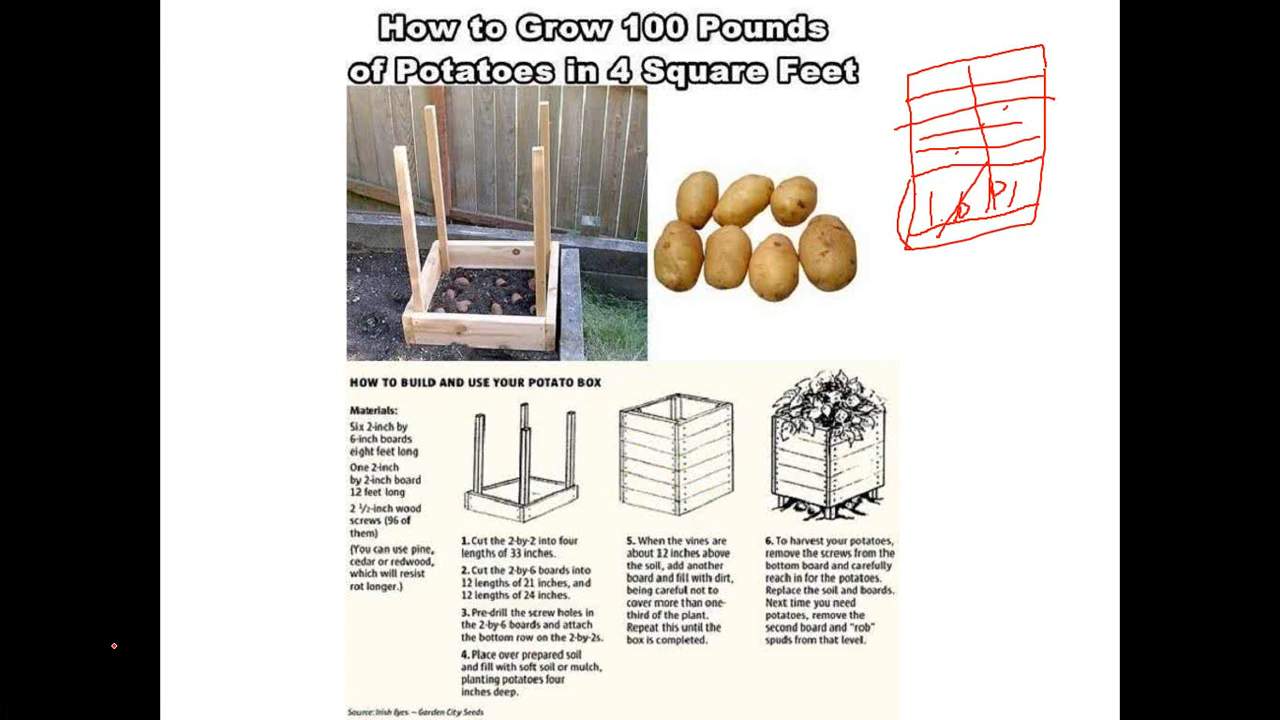 How to Grow 100 Pounds
of Potatoes in 4 Square Feet
HOW TO BUILD AND USE YOUR POTATO BOX
Materials:
Six 2-inch by
6-inch boards
eight feet long
One 2-inch
by 2-inch board
12 feet long
2 ½-inch wood
screws (96 of
them)
(You can use pine,
cedar or redwood,
which will resist
rot longer.)
1. Cut the 2-by-2 into four
lengths of 33 inches.
2. Cut the 2-by-6 boards into
12 lengths of 21 inches, and
12 lengths of 24 inches.
3. Pre-drill the screw holes in
the 2-by-6 boards and attach
the bottom row on the 2-by-2s.
4. Place over prepared soil
and fill with soft soil or mulch,
planting potatoes four
inches deep.
5. When the vines are
about 12 inches above
the soil, add another
board and fill with dirt,
being careful not to
cover more than one-
third of the plant.
Repeat this until the
box is completed.
6. To harvest your potatoes,
remove the screws from the
bottom board and carefully
reach in for the potatoes.
Replace the soil and boards.
Next time you need
potatoes, remove the
second board and "rob"
spuds from that level.
Source: Irish Eyes — Garden City Seeds